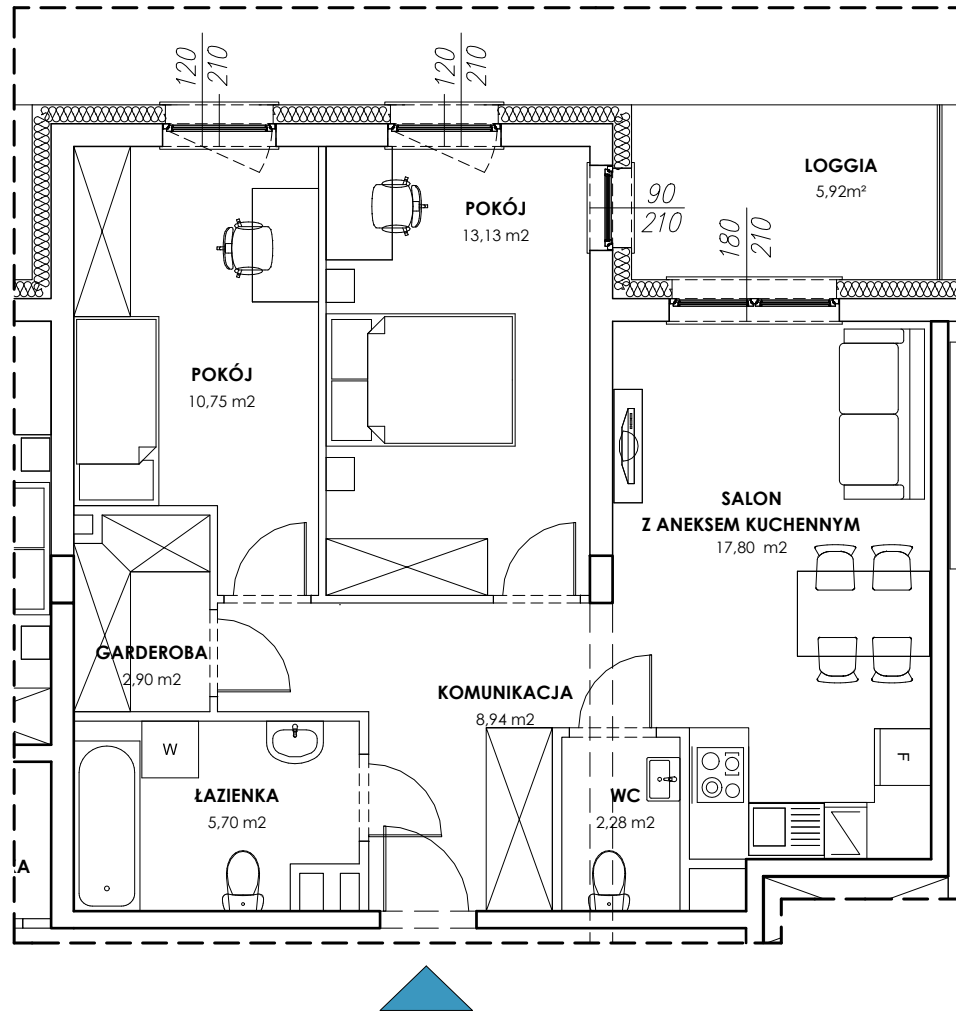 120
210
120
210
LOGGIA
5,92m²
90
210
180
210
POKÓJ
13,13 m2
POKÓJ
10,75 m2
SALON
Z ANEKSEM KUCHENNYM
17,80 m2
GARDEROBA
2,90 m2
KOMUNIKACJA
8,94 m2
W
F
ŁAZIENKA
5,70 m2
WC
2,28 m2
A